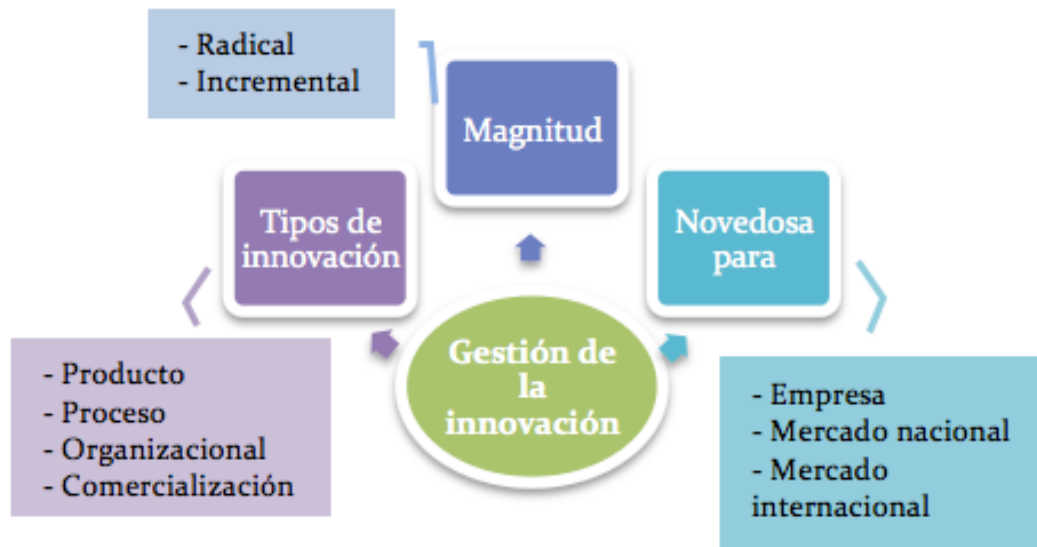 - Radical
- Incremental
Magnitud
Tipos de
innovación
Novedosa
para
Gestión de
la
innovación
- Producto
- Proceso
- Organizacional
- Comercialización
- Empresa
- Mercado nacional
- Mercado
internacional